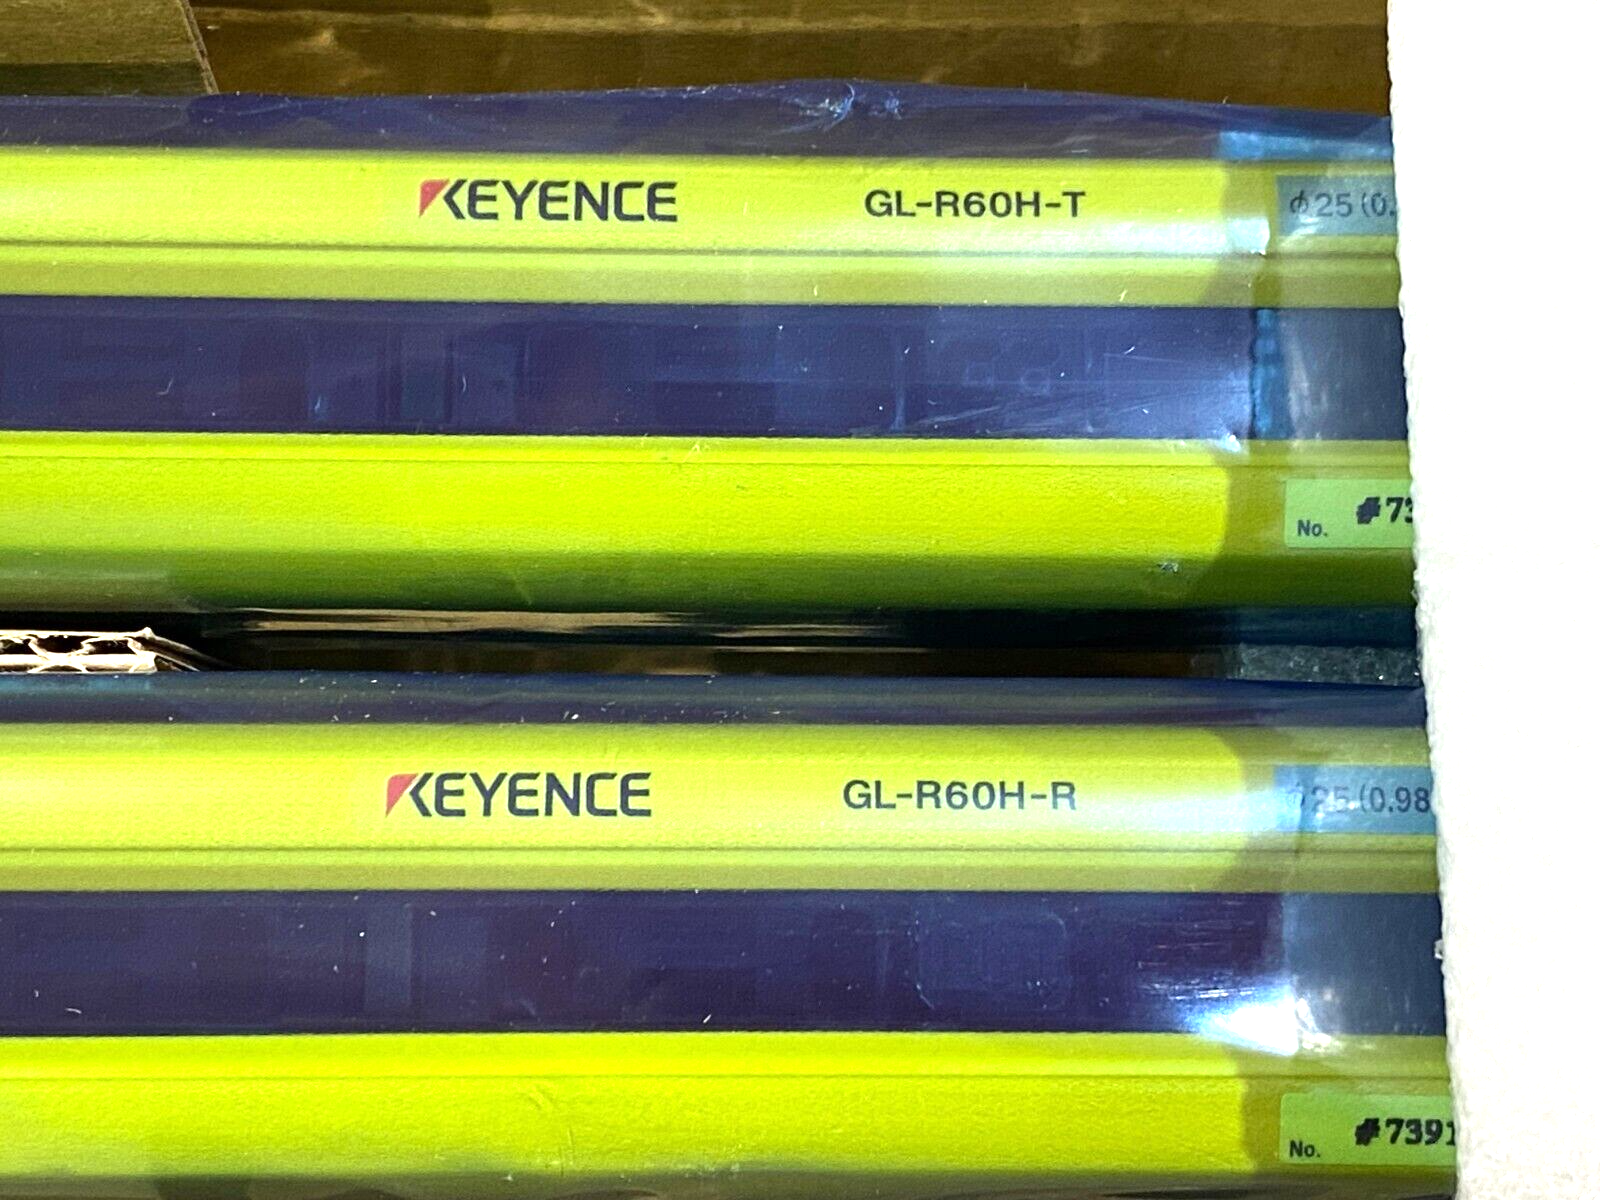 KEYENCE GL-R60H-T ϕ25 (0.
No. #73
KEYENCE GL-R60H-R 25 (0.98
No. #7391